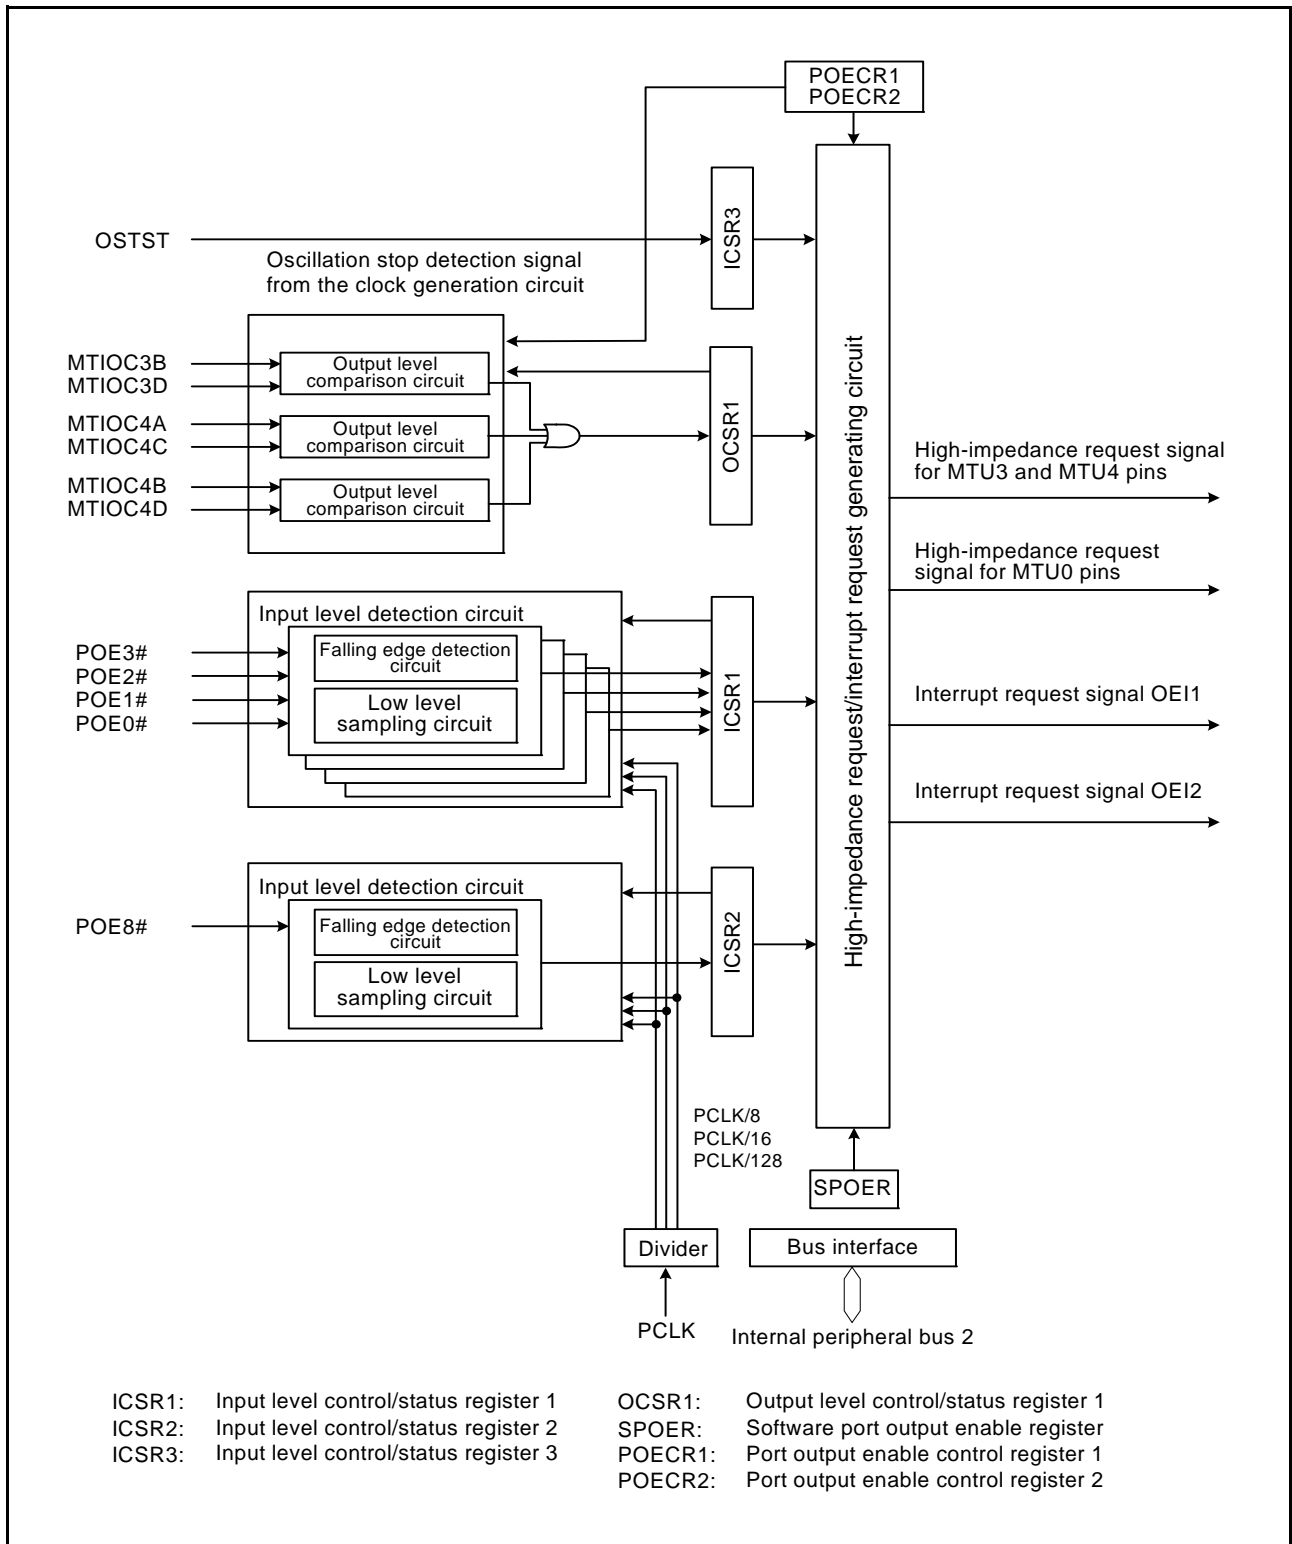 POECR1
POECR2
OSTST
ICSR3
Oscillation stop detection signal
from the clock generation circuit
MTIOC3B
MTIOC3D
MTIOC4A
MTIOC4C
MTIOC4B
MTIOC4D
Output level
comparison circuit
Output level
comparison circuit
Output level
comparison circuit
OCSR1
High-impedance request/interrupt request generating circuit
High-impedance request signal
for MTU3 and MTU4 pins
High-impedance request
signal for MTU0 pins
Interrupt request signal OEI1
Interrupt request signal OEI2
Input level detection circuit
POE3#
POE2#
POE1#
POE0#
Falling edge detection
circuit
Low level
sampling circuit
ICSR1
Input level detection circuit
POE8#
Falling edge detection
circuit
Low level
sampling circuit
ICSR2
PCLK/8
PCLK/16
PCLK/128
SPOER
Divider
Bus interface
PCLK
Internal peripheral bus 2
ICSR1: Input level control/status register 1
ICSR2: Input level control/status register 2
ICSR3: Input level control/status register 3
OCSR1: Output level control/status register 1
SPOER: Software port output enable register
POECR1: Port output enable control register 1
POECR2: Port output enable control register 2